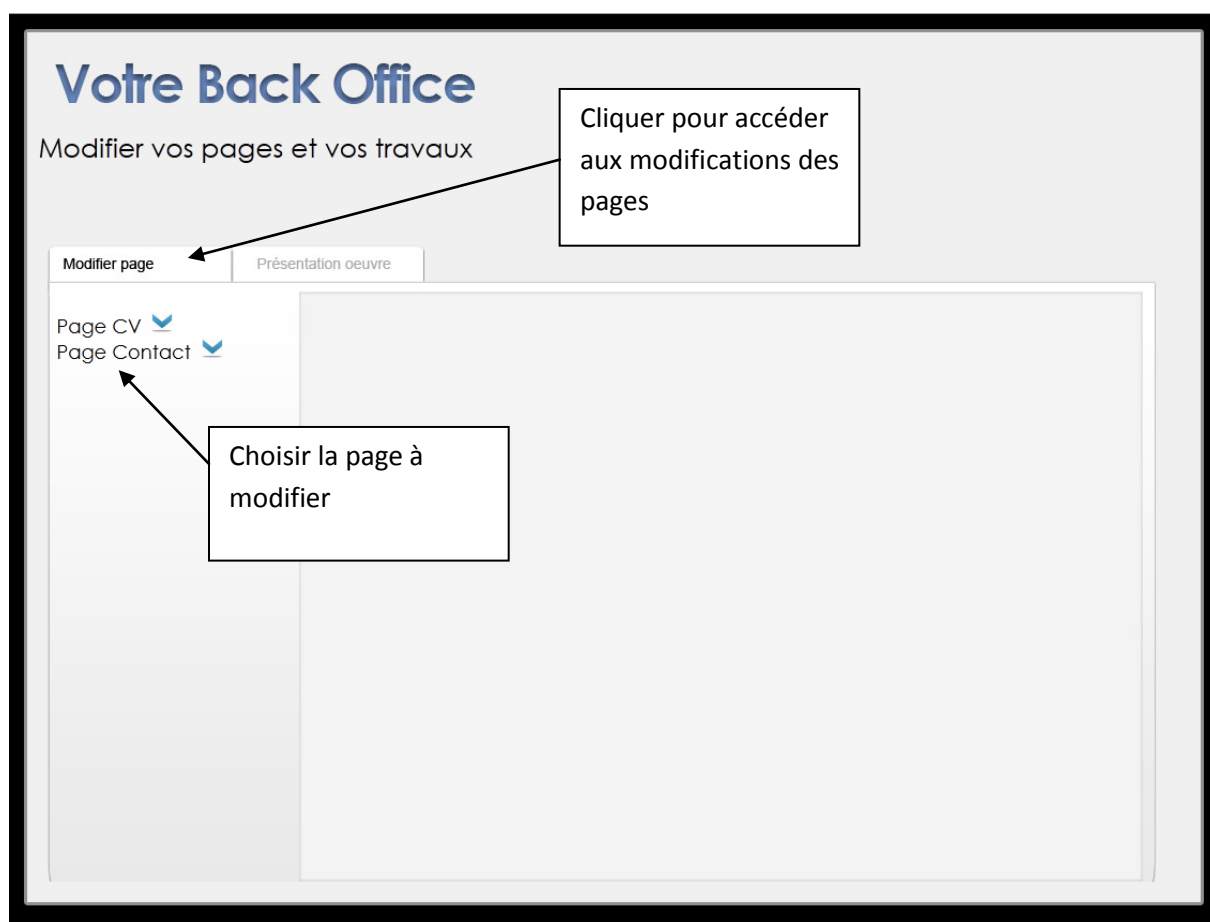 Votre Back Office
Modifier vos pages et vos travaux
Cliquer pour accéder
aux modifications des
pages
Modifier page
Présentation oeuvre
Page CV
Page Contact
Choisir la page à
modifier